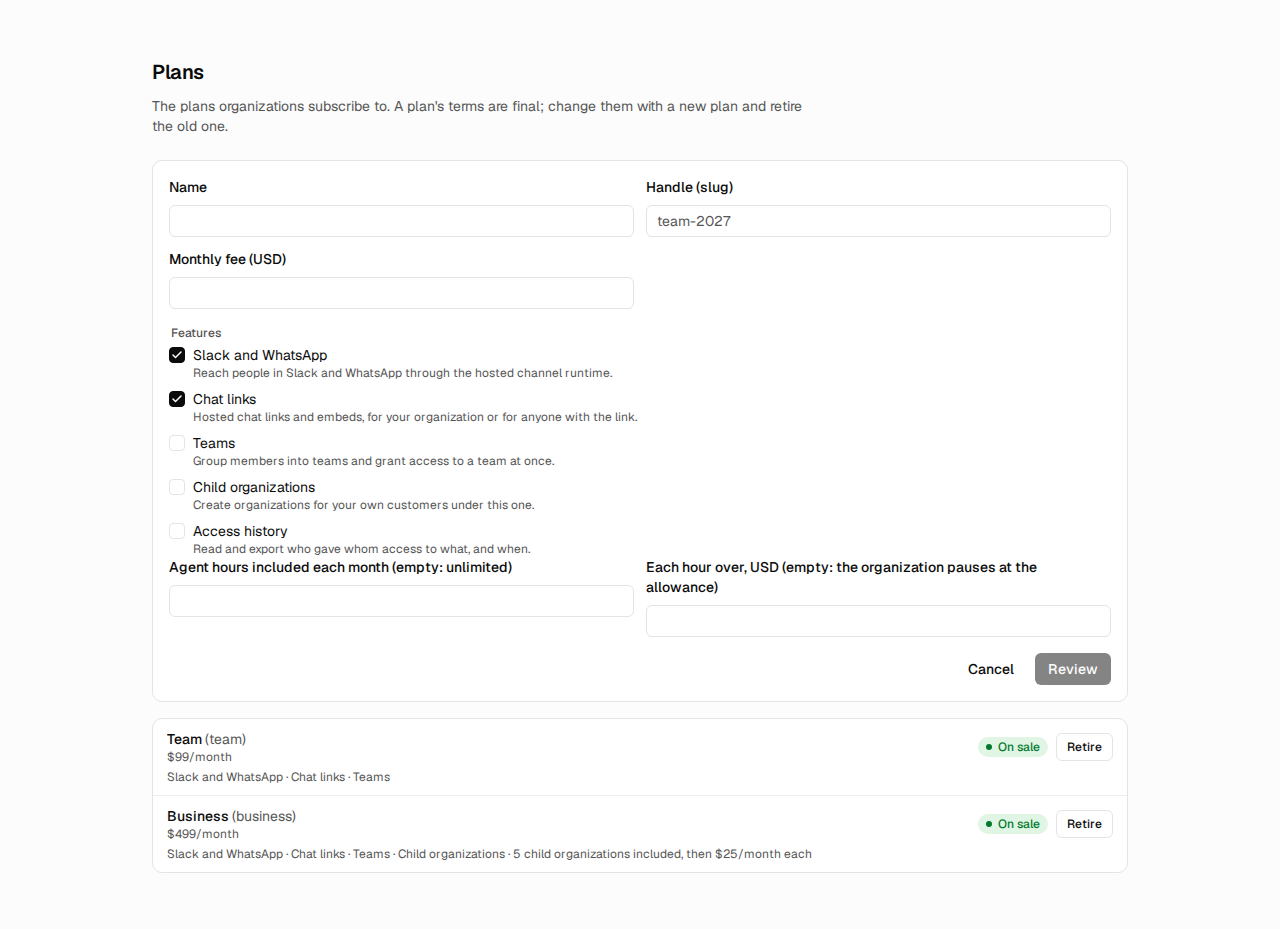 Plans
The plans organizations subscribe to. A plan's terms are final; change them with a new plan and retire
the old one.
Name
Handle (slug)
team-2027
Monthly fee (USD)
Features
Slack and WhatsApp
Reach people in Slack and WhatsApp through the hosted channel runtime.
Chat links
Hosted chat links and embeds, for your organization or for anyone with the link.
Teams
Group members into teams and grant access to a team at once.
Child organizations
Create organizations for your own customers under this one.
Access history
Read and export who gave whom access to what, and when.
Agent hours included each month (empty: unlimited)
Each hour over, USD (empty: the organization pauses at the
allowance)
Cancel
Review
Team (team)
On sale
Retire
$99/month
Slack and WhatsApp · Chat links · Teams
Business (business)
On sale
Retire
$499/month
Slack and WhatsApp · Chat links · Teams · Child organizations · 5 child organizations included, then $25/month each